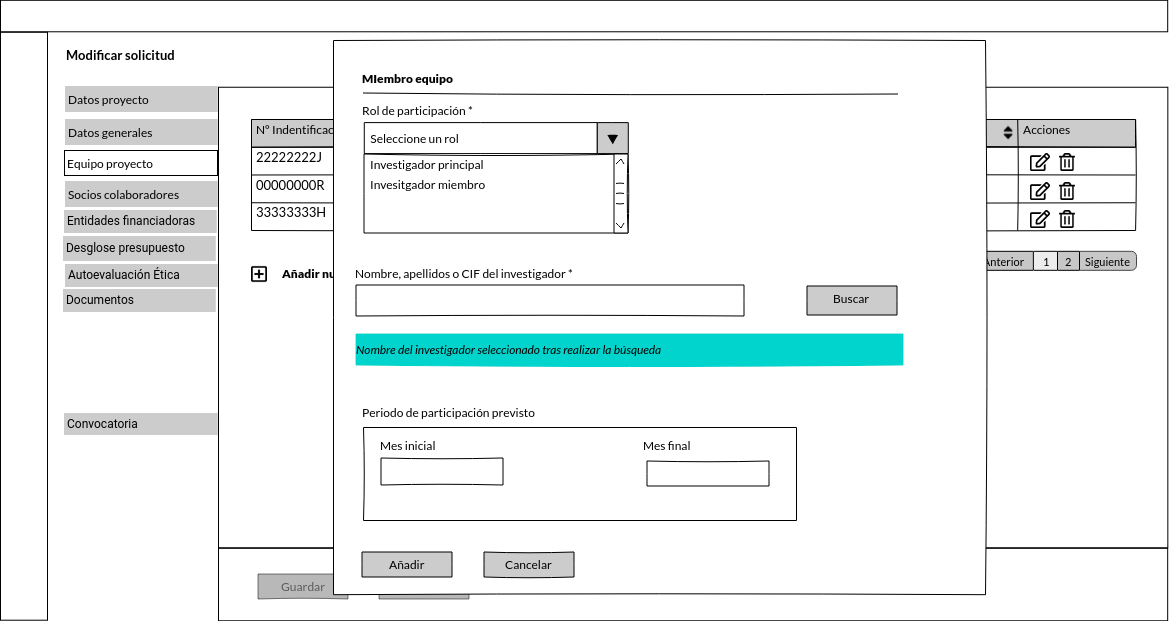 Modificar solicitud
Datos proyecto
Datos generales
Equipo proyecto
Socios colaboradores
Entidades financiadoras
Desglose presupuesto
Autoevaluación Ética
Documentos
Convocatoria
Nº Indentificac
22222222J
00000000R
33333333H
Añadir nu
Acciones
Anterior 1 2 Siguiente
Guardar
MIembro equipo
Rol de participación *
Seleccione un rol
Investigador principal
Invesitgador miembro
Nombre, apellidos o CIF del investigador *
Buscar
Nombre del investigador seleccionado tras realizar la búsqueda
Periodo de participación previsto
Mes inicial
Mes final
Añadir
Cancelar